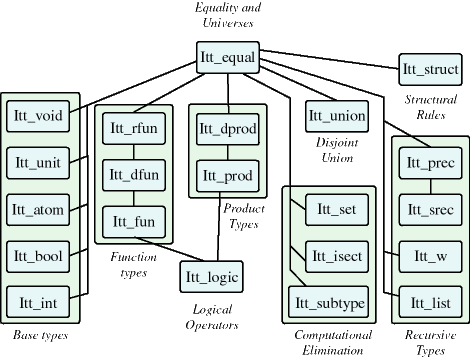 Equality and
Universes
Itt_equal
Itt_struct
Structural
Rules
Itt_void
Itt_unit
Itt_atom
Itt_bool
Itt_int
Base types
Itt_rfun
Itt_dfun
Itt_fun
Function
types
Itt_dprod
Itt_prod
Product
Types
Itt_logic
Logical
Operators
Itt_union
Disjoint
Union
Itt_set
Itt_isect
Itt_subtype
Computational
Elimination
Itt_prec
Itt_srec
Itt_w
Itt_list
Recursive
Types